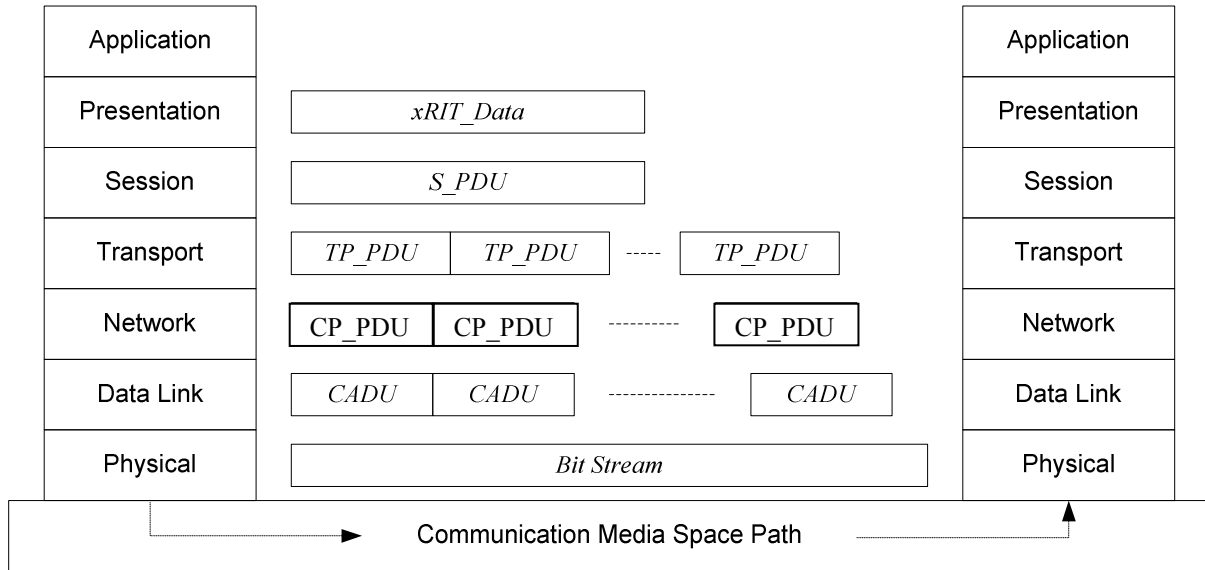 Application Application
Presentation xRIT_Data Presentation
Session S_PDU Session
Transport TP_PDU TP_PDU TP_PDU Transport
Network CP_PDU CP_PDU CP_PDU Network
Data Link CADU CADU CADU Data Link
Physical Bit Stream Physical
Communication Media Space Path